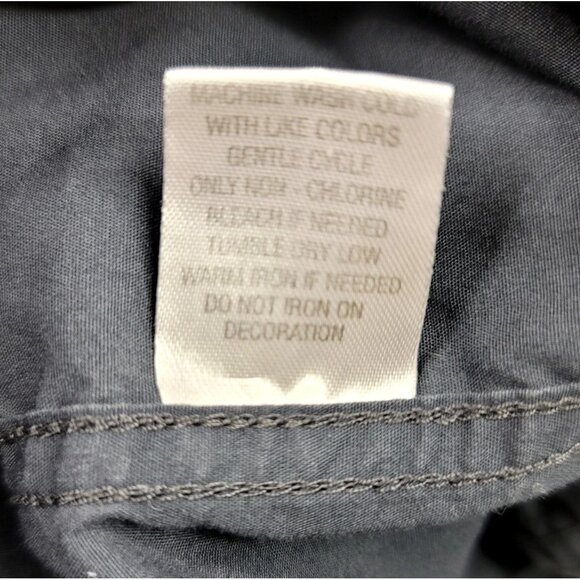 MACHINE WASH COLD
WITH LIKE COLORS
GENTLE CYCLE
ONLY NON - CHLORINE
BLEACH IF NEEDED
TUMBLE DRY LOW
WARM IRON IF NEEDED
DO NOT IRON ON
DECORATION